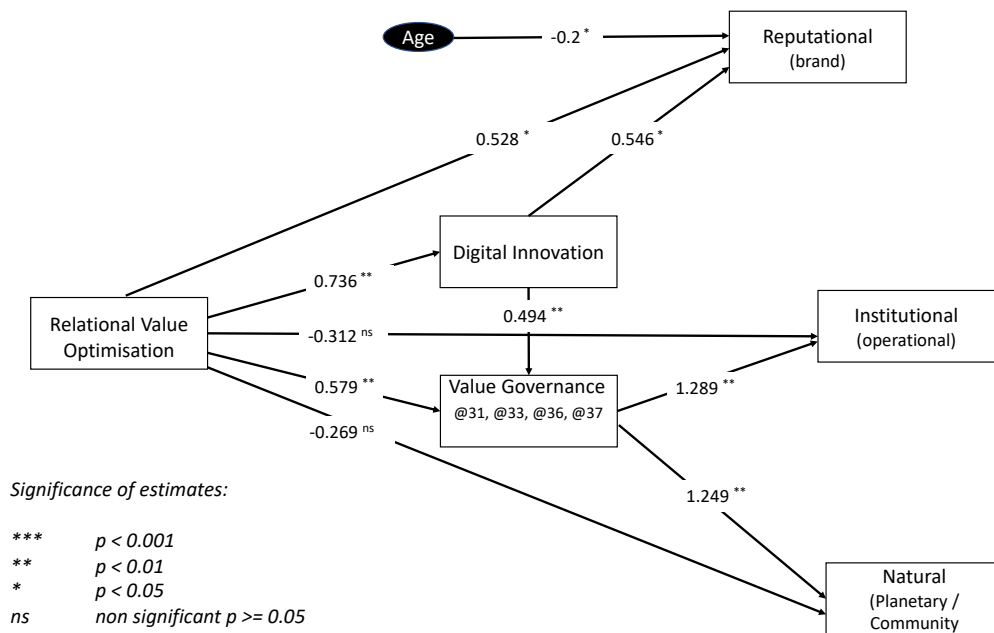 Age
-0.2 *
Reputational
(brand)
0.528 *
0.546 *
Digital Innovation
0.736 **
0.494 **
Relational Value
Optimisation
-0.312 ns
Institutional
(operational)
0.579 **
Value Governance
@31, @33, @36, @37
1.289 **
-0.269 ns
1.249 **
Natural
(Planetary /
Community
Significance of estimates:
*** p < 0.001
** p < 0.01
* p < 0.05
ns non significant p >= 0.05